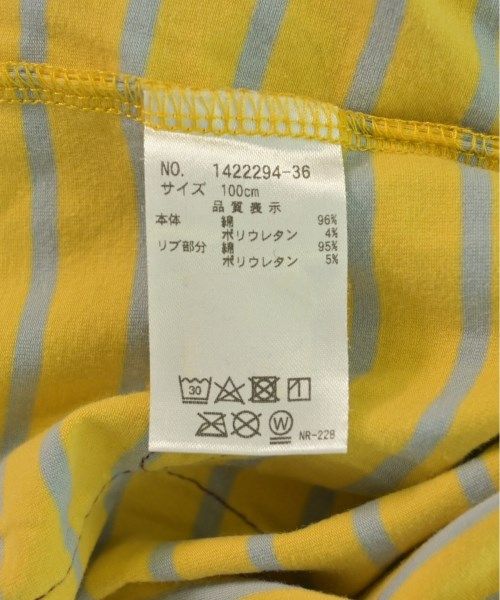 NO. 1422294-36
サイズ 100cm
品質表示
本体 綿 96%
ポリウレタン 4%
リブ部分 綿 95%
ポリウレタン 5%
30
W
NR-228